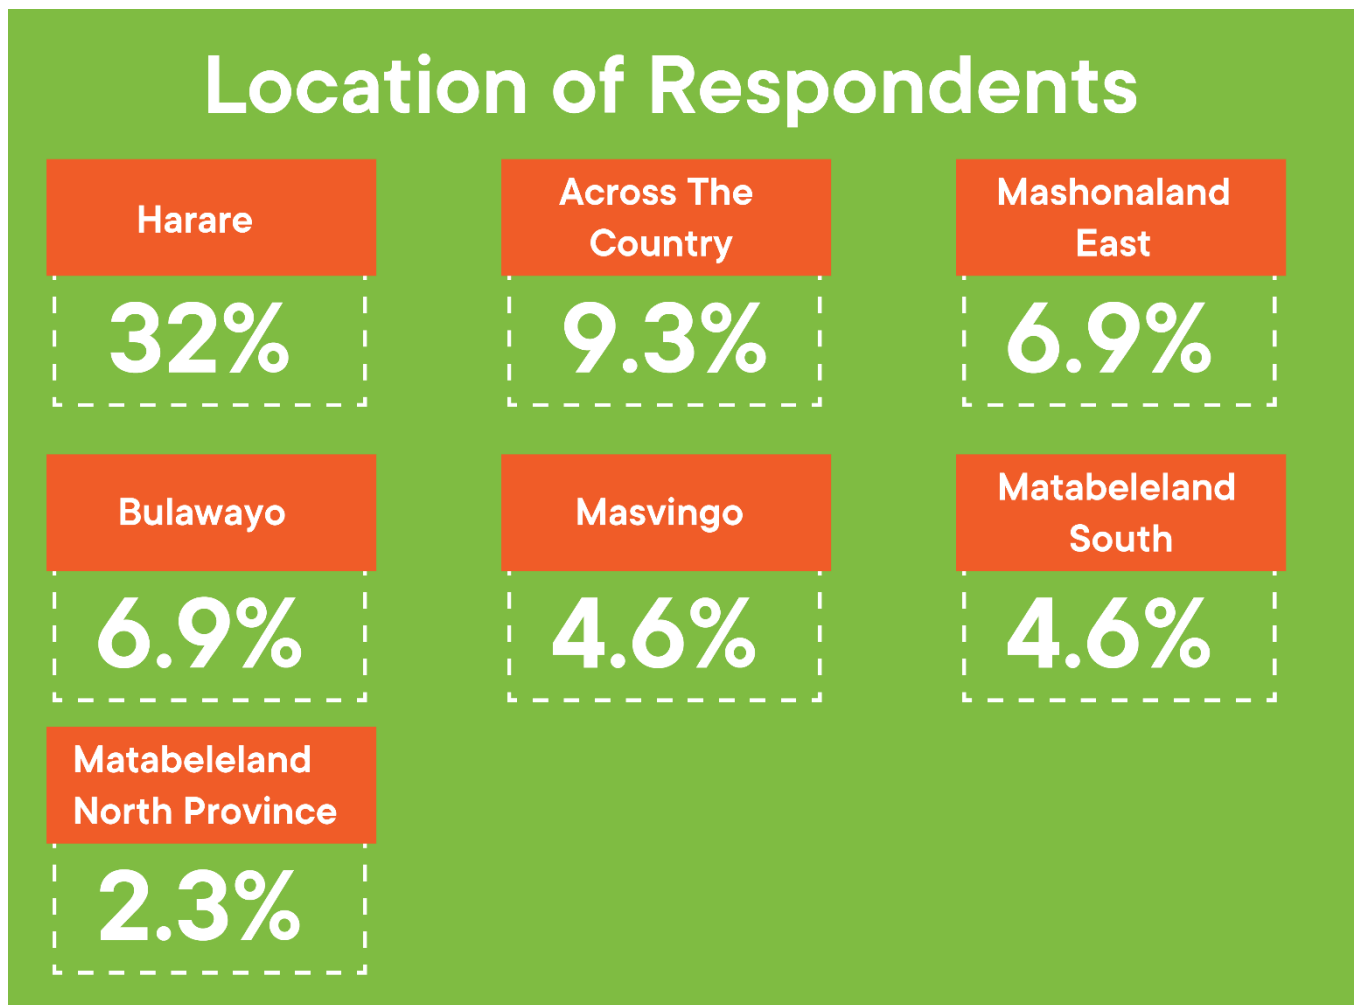 Location of Respondents
Harare
32%
Across The
Country
9.3%
Mashonaland
East
6.9%
Bulawayo
6.9%
Masvingo
4.6%
Matabeleland
South
4.6%
Matabeleland
North Province
2.3%